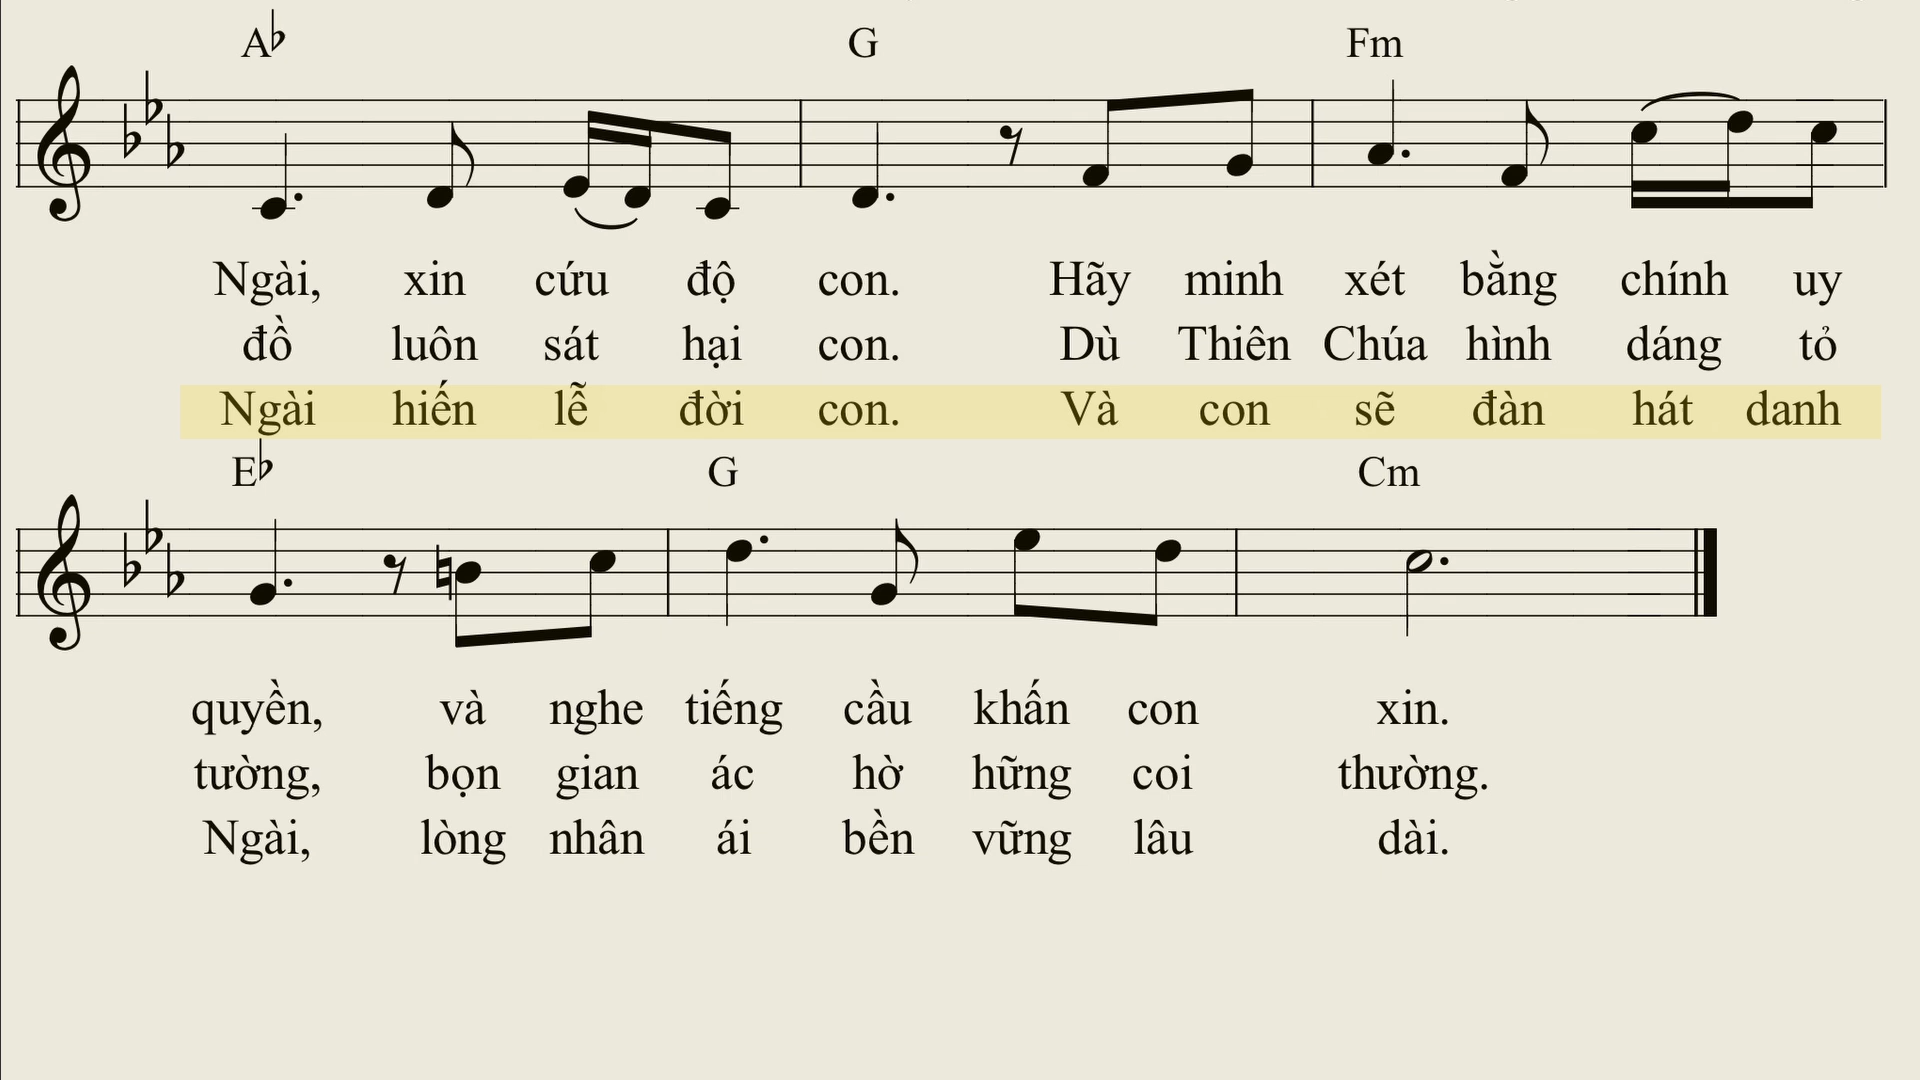 A♭ G Fm
Ngài, xin cứu độ con. Hãy minh xét bằng chính uy
đồ luôn sát hại con. Dù Thiên Chúa hình dáng tỏ
Ngài hiến lễ đời con. Và con sẽ đàn hát danh
E♭ G Cm
quyền, và nghe tiếng cầu khấn con xin.
tường, bọn gian ác hờ hững coi thường.
Ngài, lòng nhân ái bền vững lâu dài.